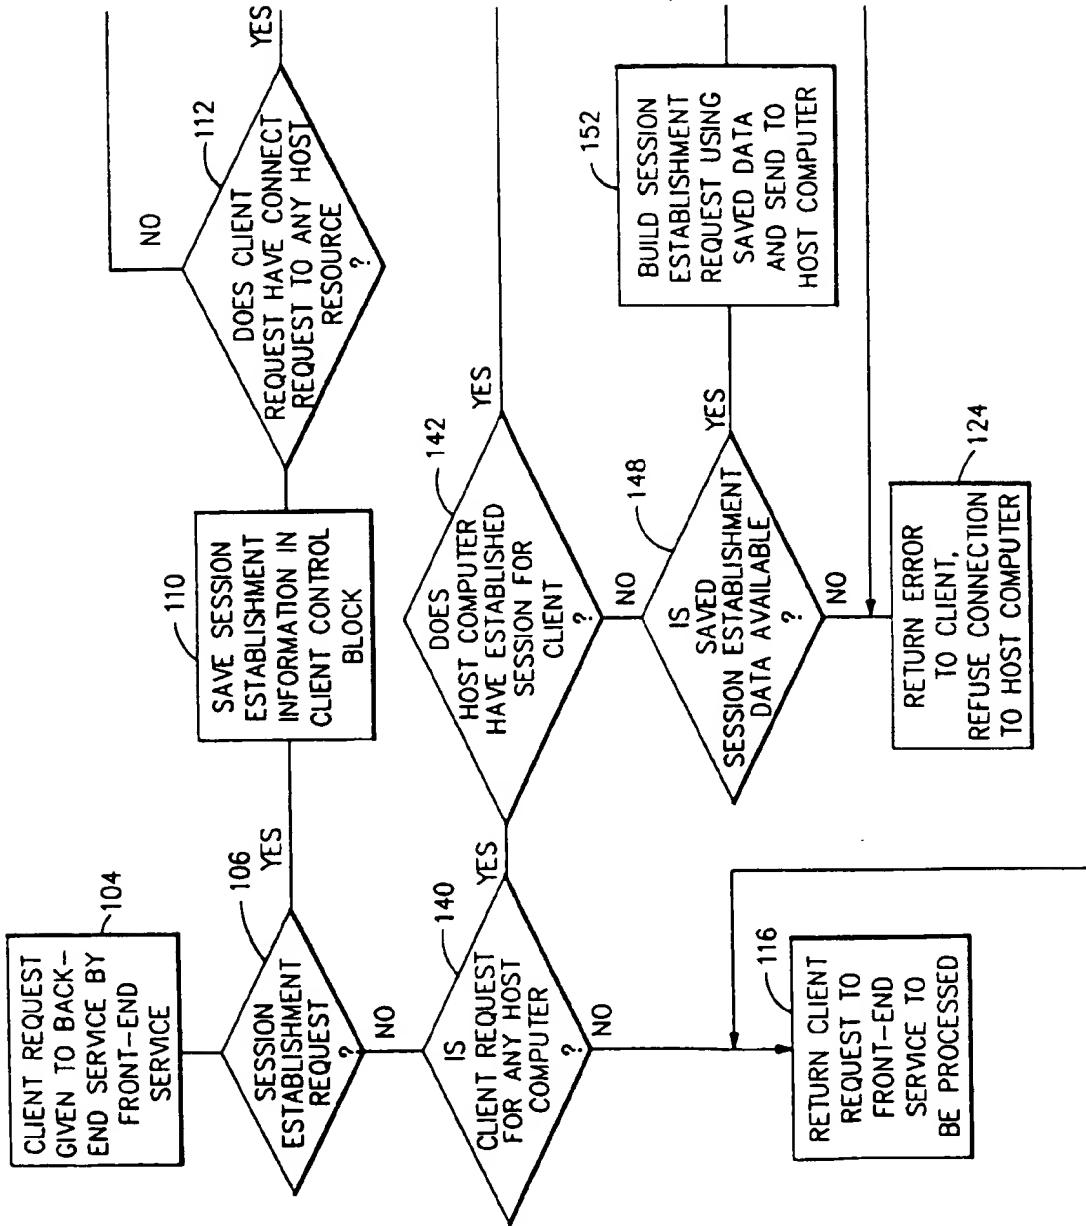 CLIENT REQUEST
GIVEN TO BACK-
END SERVICE BY
FRONT-END
SERVICE
104
SESSION
ESTABLISHMENT
REQUEST
?
106
YES
NO
SAVE SESSION
ESTABLISHMENT
INFORMATION IN
CLIENT CONTROL
BLOCK
110
DOES CLIENT
REQUEST HAVE CONNECT
REQUEST TO ANY HOST
RESOURCE
?
112
NO
YES
IS
CLIENT REQUEST
FOR ANY HOST
COMPUTER
?
140
YES
NO
DOES
HOST COMPUTER
HAVE ESTABLISHED
SESSION FOR
CLIENT
?
142
YES
NO
IS
SAVED
SESSION ESTABLISHMENT
DATA AVAILABLE
?
148
YES
NO
BUILD SESSION
ESTABLISHMENT
REQUEST USING
SAVED DATA
AND SEND TO
HOST COMPUTER
152
RETURN CLIENT
REQUEST TO
FRONT-END
SERVICE TO
BE PROCESSED
116
RETURN ERROR
TO CLIENT,
REFUSE CONNECTION
TO HOST COMPUTER
124